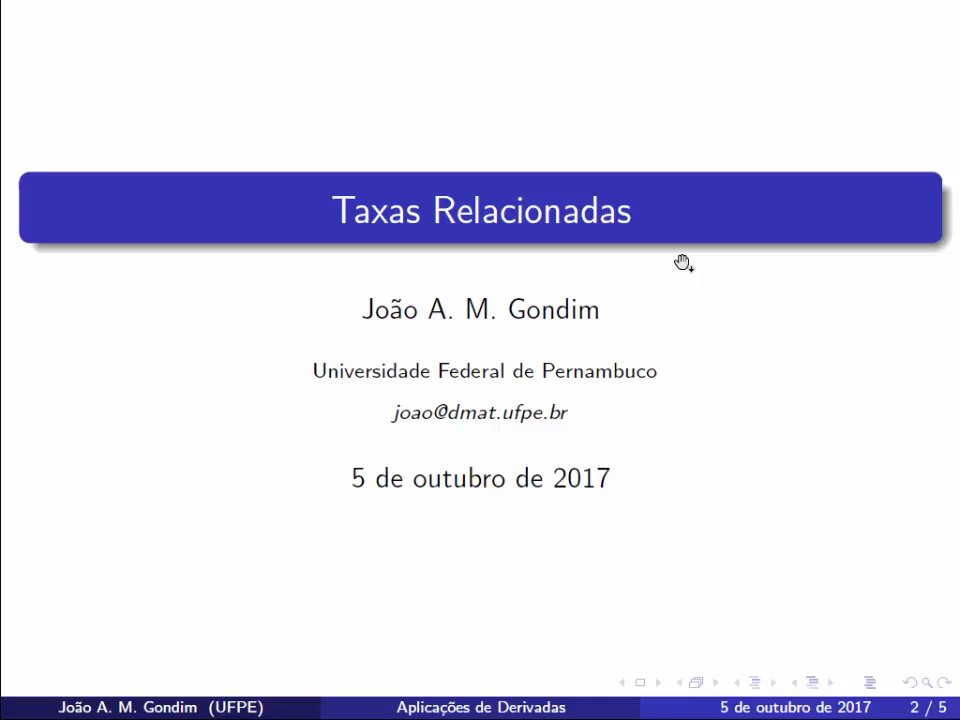 Taxas Relacionadas
João A. M. Gondim
Universidade Federal de Pernambuco
joao@dmat.ufpe.br
5 de outubro de 2017
João A. M. Gondim (UFPE) Aplicações de Derivadas 5 de outubro de 2017 2 / 5